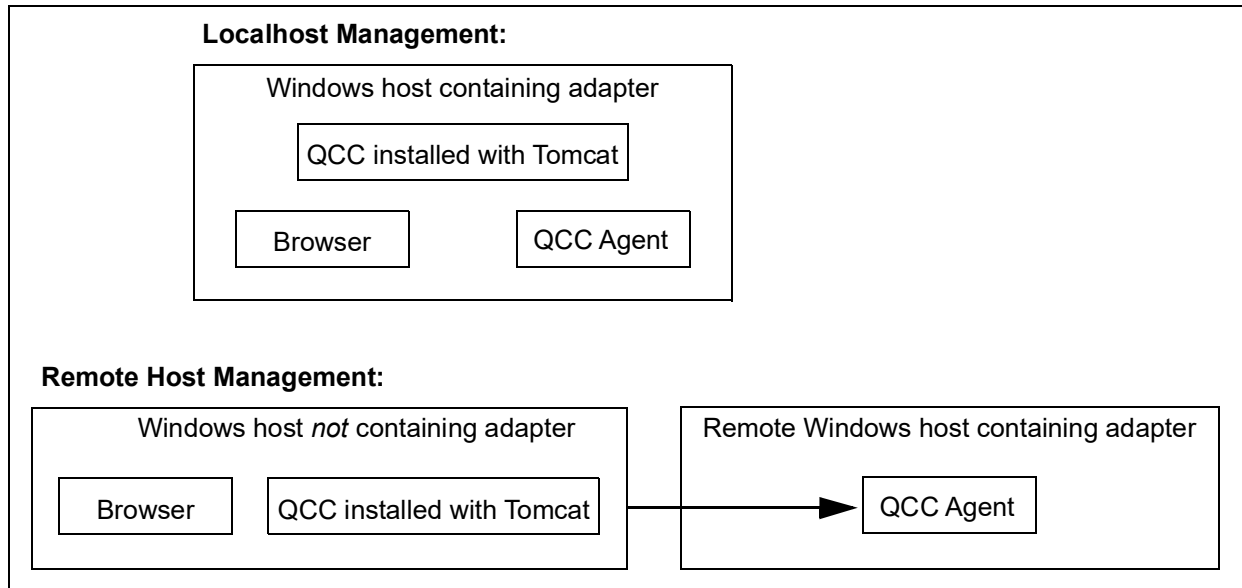 Localhost Management:
Windows host containing adapter
QCC installed with Tomcat
Browser
QCC Agent
Remote Host Management:
Windows host not containing adapter
Browser
QCC installed with Tomcat
Remote Windows host containing adapter
QCC Agent